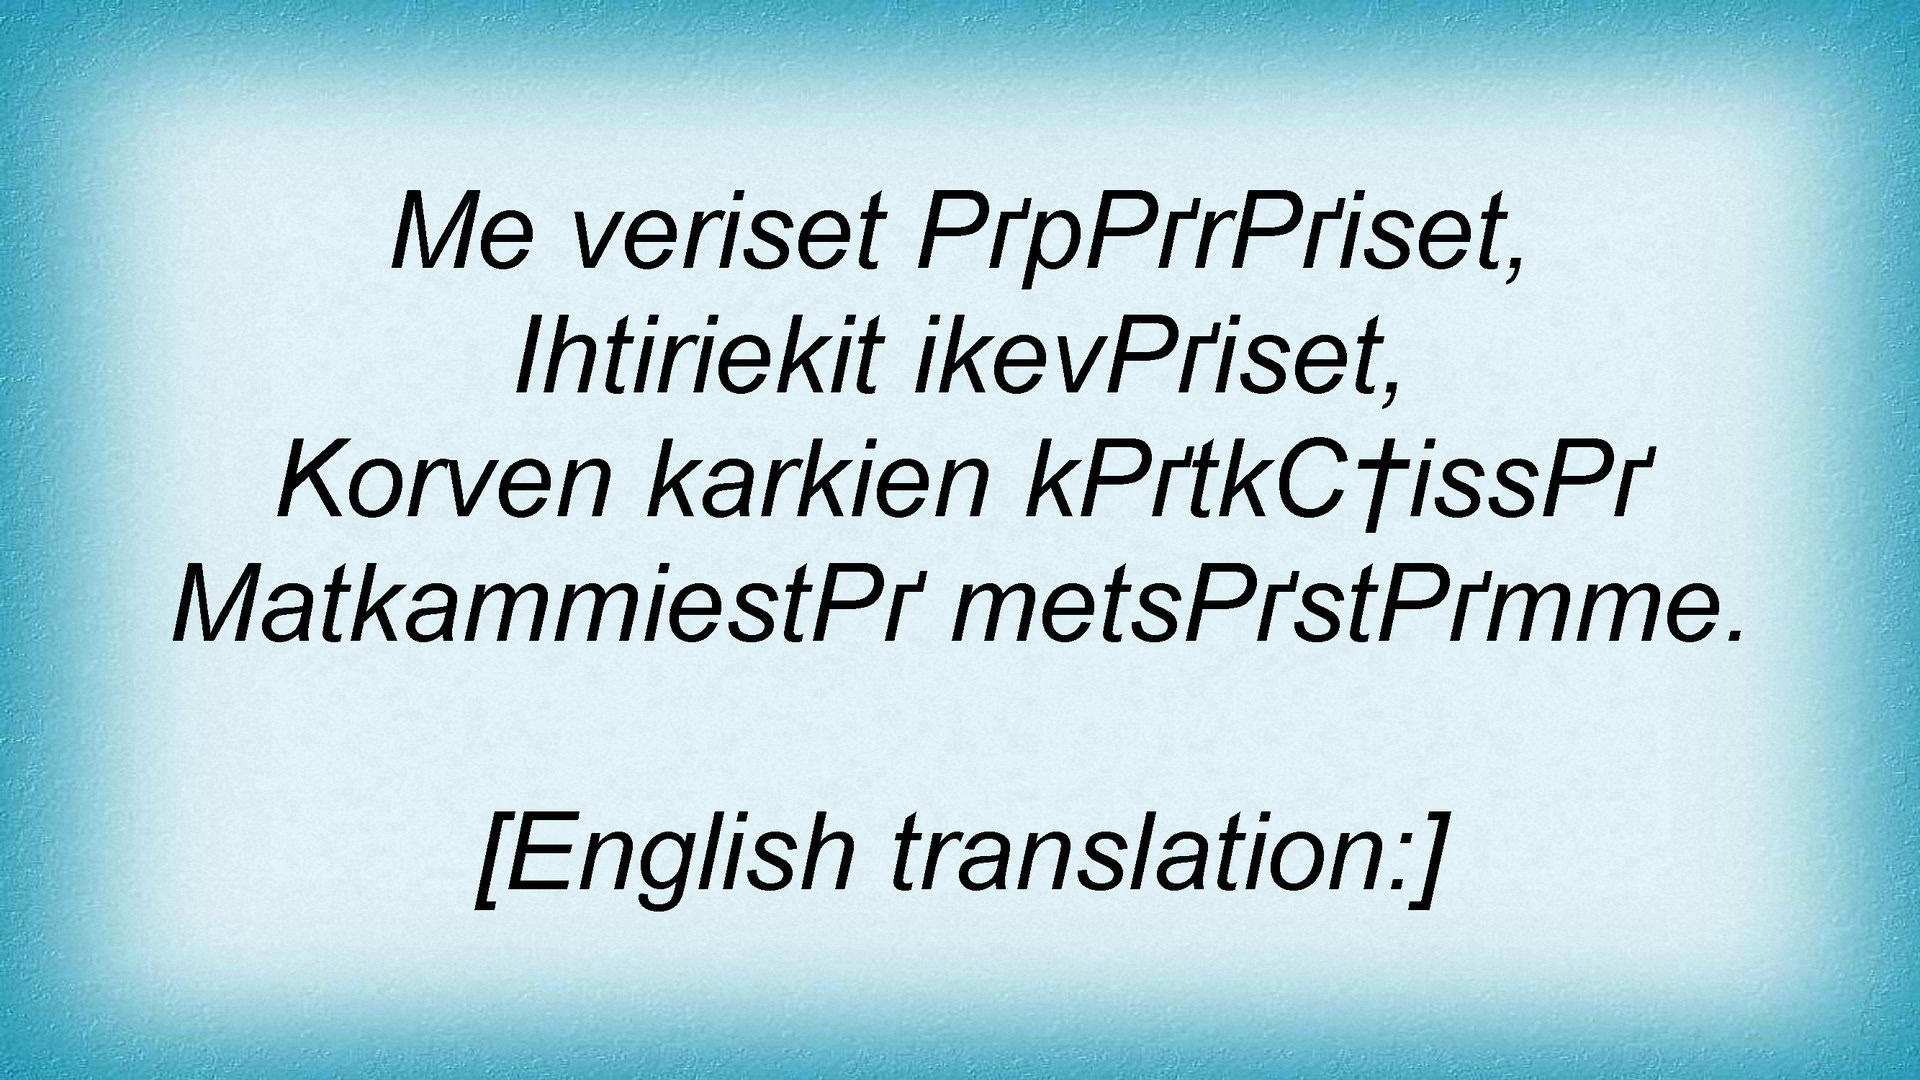 Me veriset PґpPґrPґiset,
Ihtiriekit ikevPґiset,
Korven karkien kPґtkC†issPґ
MatkammiestPґ metsPґstPґmme.
[English translation:]